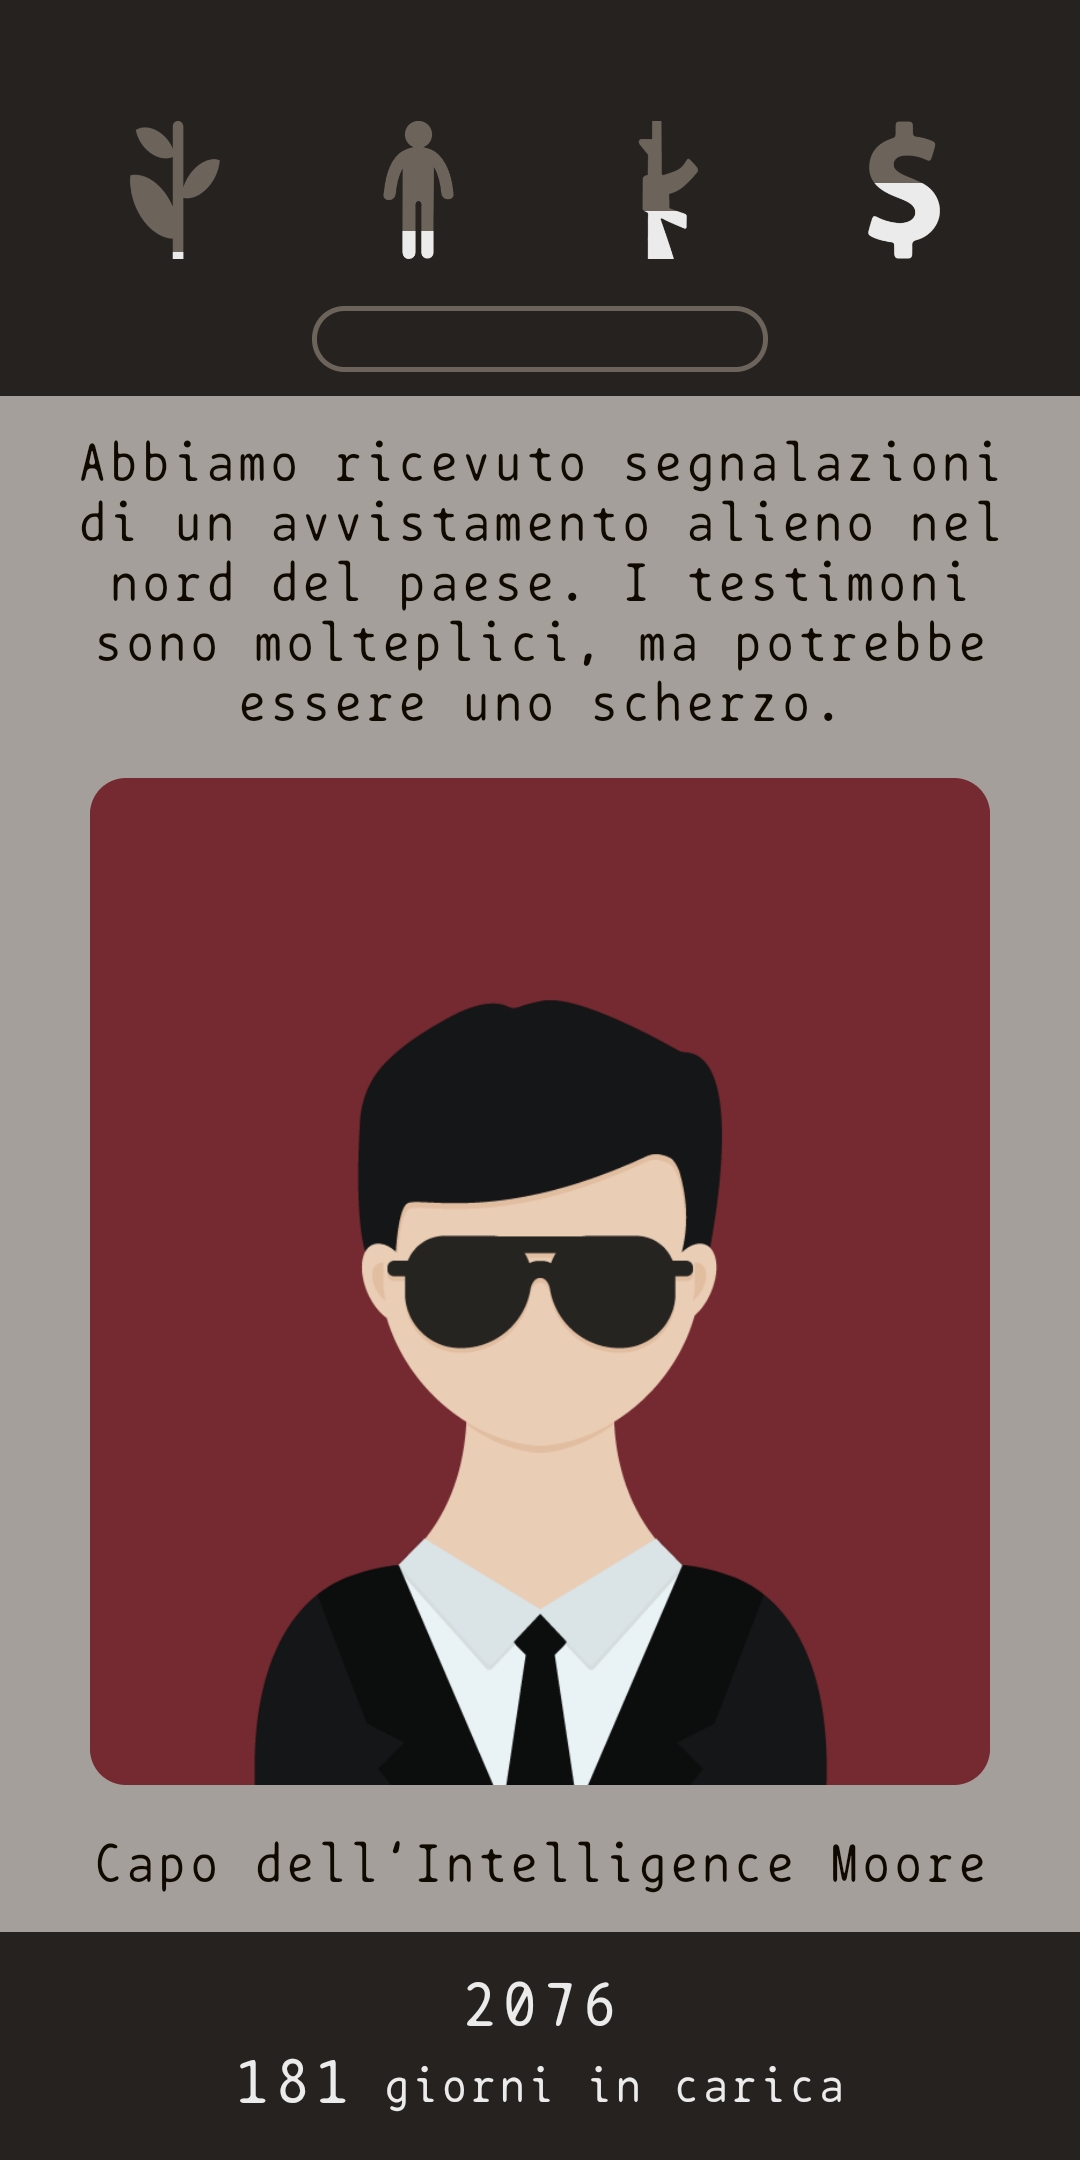 Abbiamo ricevuto segnalazioni
di un avvistamento alieno nel
nord del paese. I testimoni
sono molteplici, ma potrebbe
essere uno scherzo.
Capo dell'Intelligence Moore
2076
181 giorni in carica